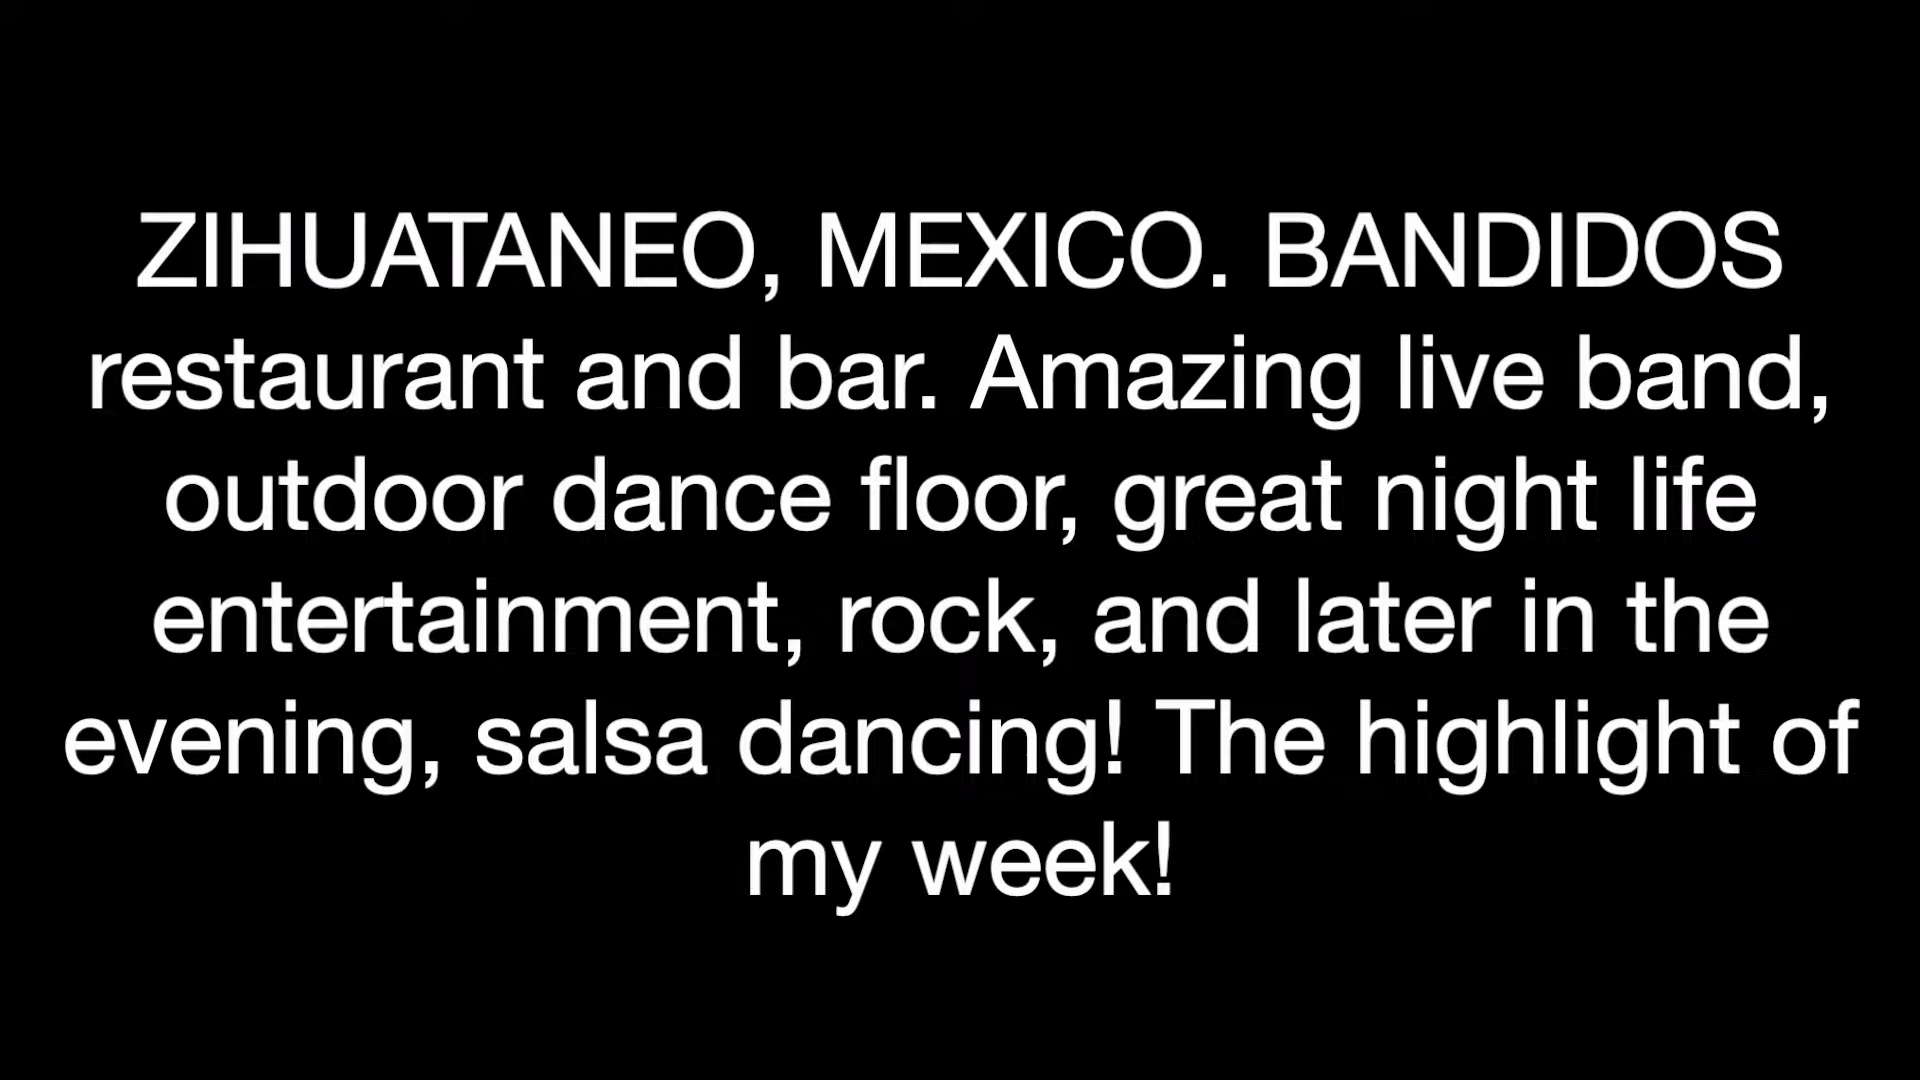 ZIHUATANEO, MEXICO. BANDIDOS
restaurant and bar. Amazing live band,
outdoor dance floor, great night life
entertainment, rock, and later in the
evening, salsa dancing! The highlight of
my week!